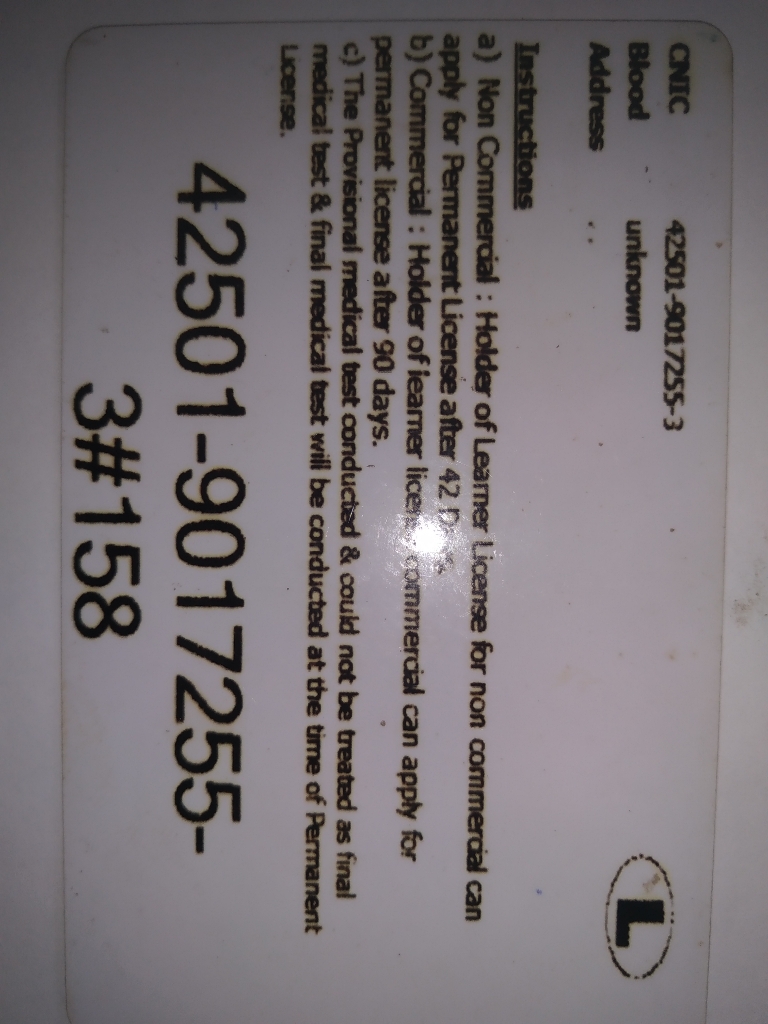 CNIC 42501-9017255-3
Blood unknown
Address . .
L
Instructions
a) Non Commercial : Holder of Learner License for non commercial can
apply for Permanent License after 42
b) Commercial : Holder of learner commercial can apply for
permanent license after 90 days.
c) The Provisional medical test conducted & could not be treated as final
medical test & final medical test will be conducted at the time of Permanent
License.
42501-9017255-
3#158